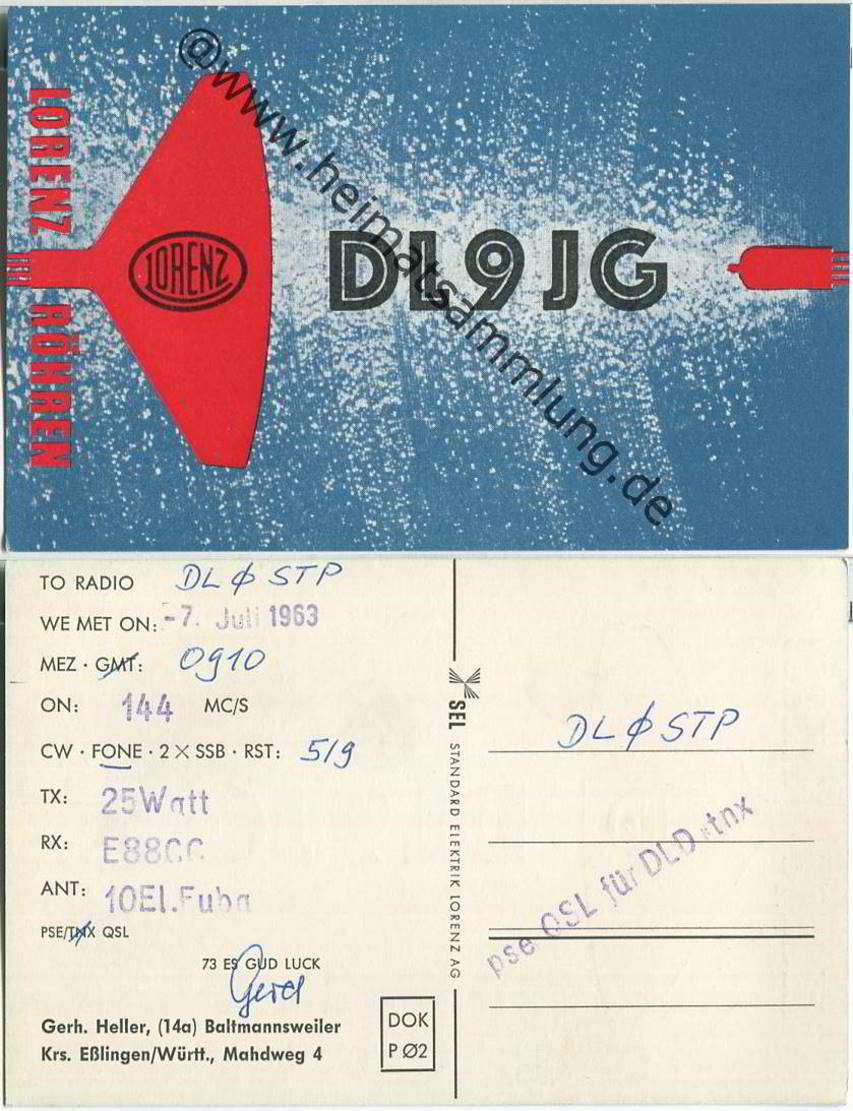 @www.heimatsammlung.de
LORENZ
LORENZ
LORENZ
DL9JG
TO RADIO DLØSTP
WE MET ON: -7. Juli 1963
MEZ · GMT: 0910
ON: 144 MC/S
CW · FONE · 2 × SSB · RST: 5/9
TX: 25Watt
RX: E88CC
ANT: 10El.Fuba
PSE/TNX QSL
73 ES GUD LUCK
Gerd
Gerh. Heller, (14a) Baltmannsweiler
Krs. Eßlingen/Württ., Mahdweg 4
DOK
P Ø2
SEL STANDARD ELEKTRIK LORENZ AG
DLØSTP
pse QSL für DLD tnx